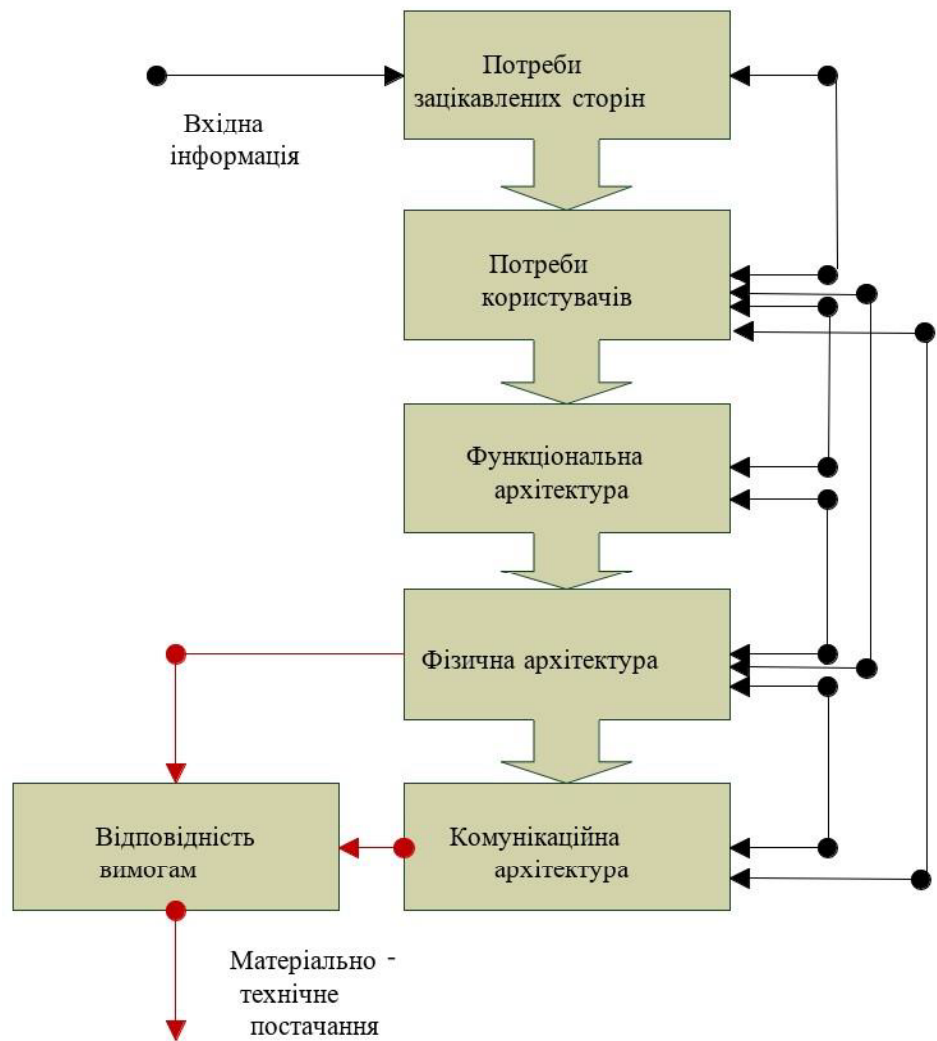 Потреби
зацікавлених сторін
Вхідна
інформація
Потреби
користувачів
Функціональна
архітектура
Фізична архітектура
Відповідність
вимогам
Комунікаційна
архітектура
Матеріально -
технічне
постачання